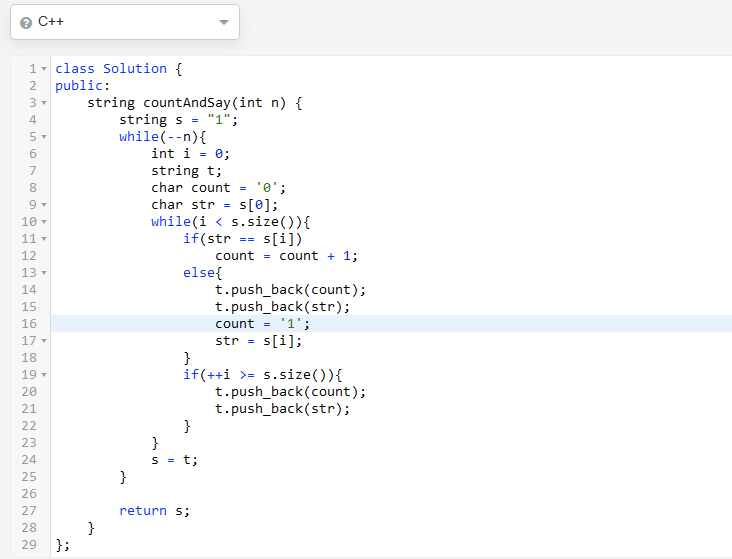 ? C++
1 class Solution {
2 public:
3     string countAndSay(int n) {
4         string s = "1";
5         while(--n){
6             int i = 0;
7             string t;
8             char count = '0';
9             char str = s[0];
10             while(i < s.size()){
11                 if(str == s[i])
12                     count = count + 1;
13                 else{
14                     t.push_back(count);
15                     t.push_back(str);
16                     count = '1';
17                     str = s[i];
18                 }
19                 if(++i >= s.size()){
20                     t.push_back(count);
21                     t.push_back(str);
22                 }
23             }
24             s = t;
25         }
26
27         return s;
28     }
29 };